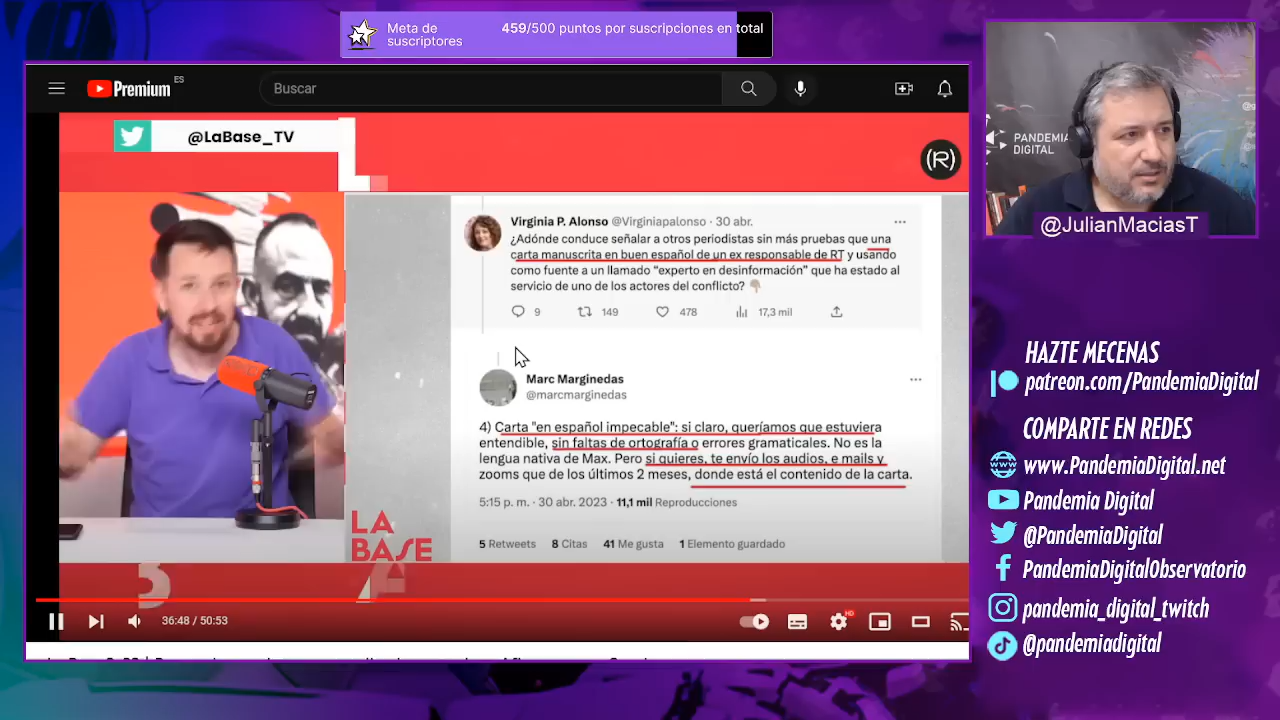 Meta de
suscriptores
459/500 puntos por suscripciones en total
Premium
ES
Buscar
@LaBase_TV
(R)
Virginia P. Alonso @Virginiapalonso · 30 abr.
¿Adónde conduce señalar a otros periodistas sin más pruebas que una
carta manuscrita en buen español de un ex responsable de RT y usando
como fuente a un llamado "experto en desinformación" que ha estado al
servicio de uno de los actores del conflicto?
9
149
478
17,3 mil
Marc Marginedas
@marcmarginedas
4) Carta "en español impecable": si claro, queríamos que estuviera
entendible, sin faltas de ortografía o errores gramaticales. No es la
lengua nativa de Max. Pero si quieres, te envío los audios, e mails y
zooms que de los últimos 2 meses, donde está el contenido de la carta.
5:15 p. m. · 30 abr. 2023 · 11,1 mil Reproducciones
5 Retweets
8 Citas
41 Me gusta
1 Elemento guardado
LA
BASE
36:48 / 50:53
HD
PANDEMIA
DIGITAL
@JulianMaciasT
HAZTE MECENAS
patreon.com/PandemiaDigital
COMPARTE EN REDES
www.PandemiaDigital.net
Pandemia Digital
@PandemiaDigital
PandemiaDigitalObservatorio
pandemia_digital_twitch
@pandemiadigital